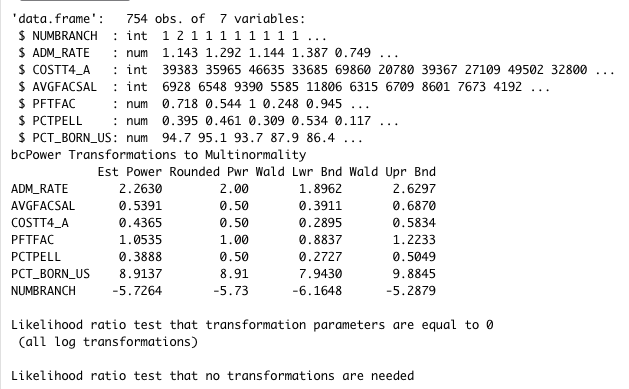 'data.frame':   754 obs. of  7 variables:
 $ NUMBRANCH  : int  1 2 1 1 1 1 1 1 1 1 ...
 $ ADM_RATE   : num  1.143 1.292 1.144 1.387 0.749 ...
 $ COSTT4_A   : int  39383 35965 46635 33685 69860 20780 39367 27109 49502 32800 ...
 $ AVGFACSAL  : int  6928 6548 9390 5585 11806 6315 6709 8601 7673 4192 ...
 $ PFTFAC     : num  0.718 0.544 1 0.248 0.945 ...
 $ PCTPELL    : num  0.395 0.461 0.309 0.534 0.117 ...
 $ PCT_BORN_US: num  94.7 95.1 93.7 87.9 86.4 ...
bcPower Transformations to Multinormality
            Est Power Rounded Pwr Wald Lwr Bnd Wald Upr Bnd
ADM_RATE       2.2630        2.00       1.8962       2.6297
AVGFACSAL      0.5391        0.50       0.3911       0.6870
COSTT4_A       0.4365        0.50       0.2895       0.5834
PFTFAC         1.0535        1.00       0.8837       1.2233
PCTPELL        0.3888        0.50       0.2727       0.5049
PCT_BORN_US    8.9137        8.91       7.9430       9.8845
NUMBRANCH     -5.7264       -5.73      -6.1648      -5.2879

Likelihood ratio test that transformation parameters are equal to 0
 (all log transformations)

Likelihood ratio test that no transformations are needed